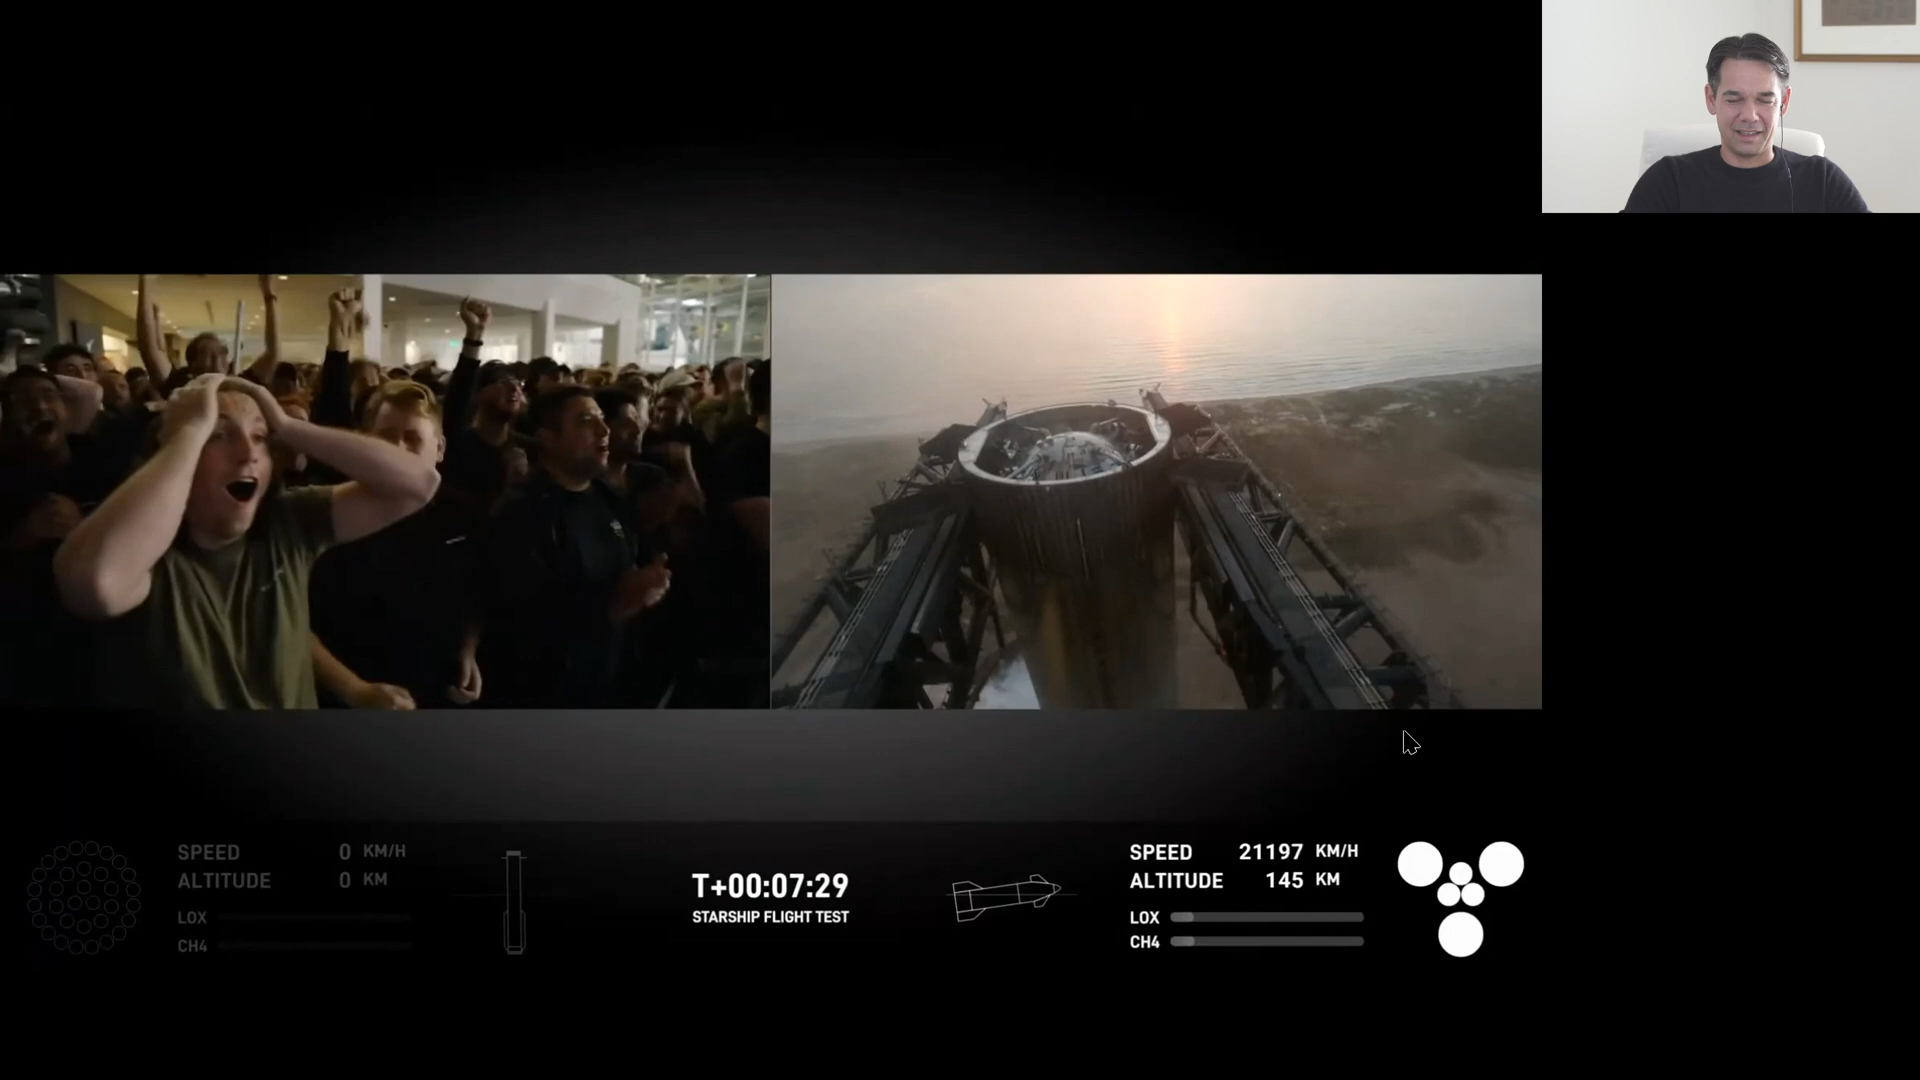 SPEED 0 KM/H
ALTITUDE 0 KM
LOX
CH4
T+00:07:29
STARSHIP FLIGHT TEST
SPEED 21197 KM/H
ALTITUDE 145 KM
LOX
CH4